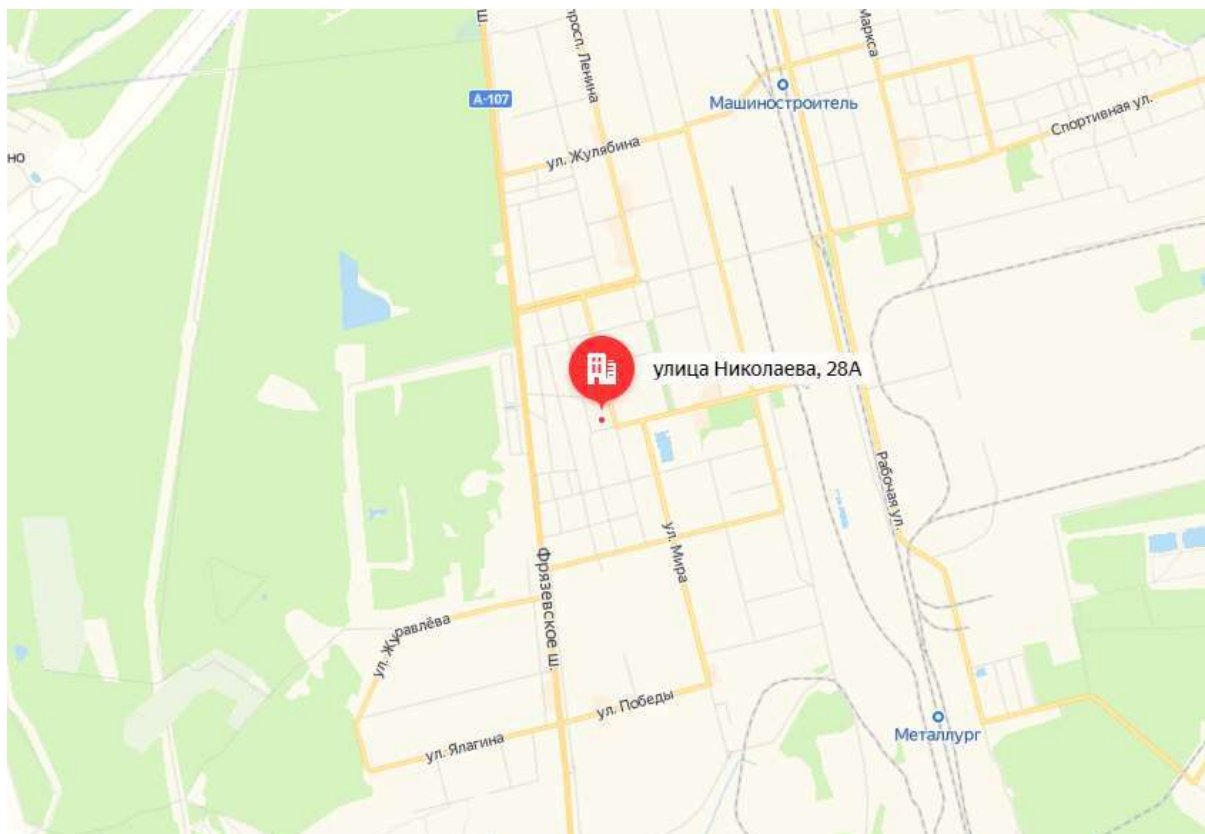 Ш.
просп. Ленина
Маркса
А-107
Машиностроитель
Спортивная ул.
ул. Жулябина
но
улица Николаева, 28А
Рабочая ул.
ул. Мира
Фрязевское ш.
ул. Журавлёва
ул. Победы
ул. Ялагина
Металлург